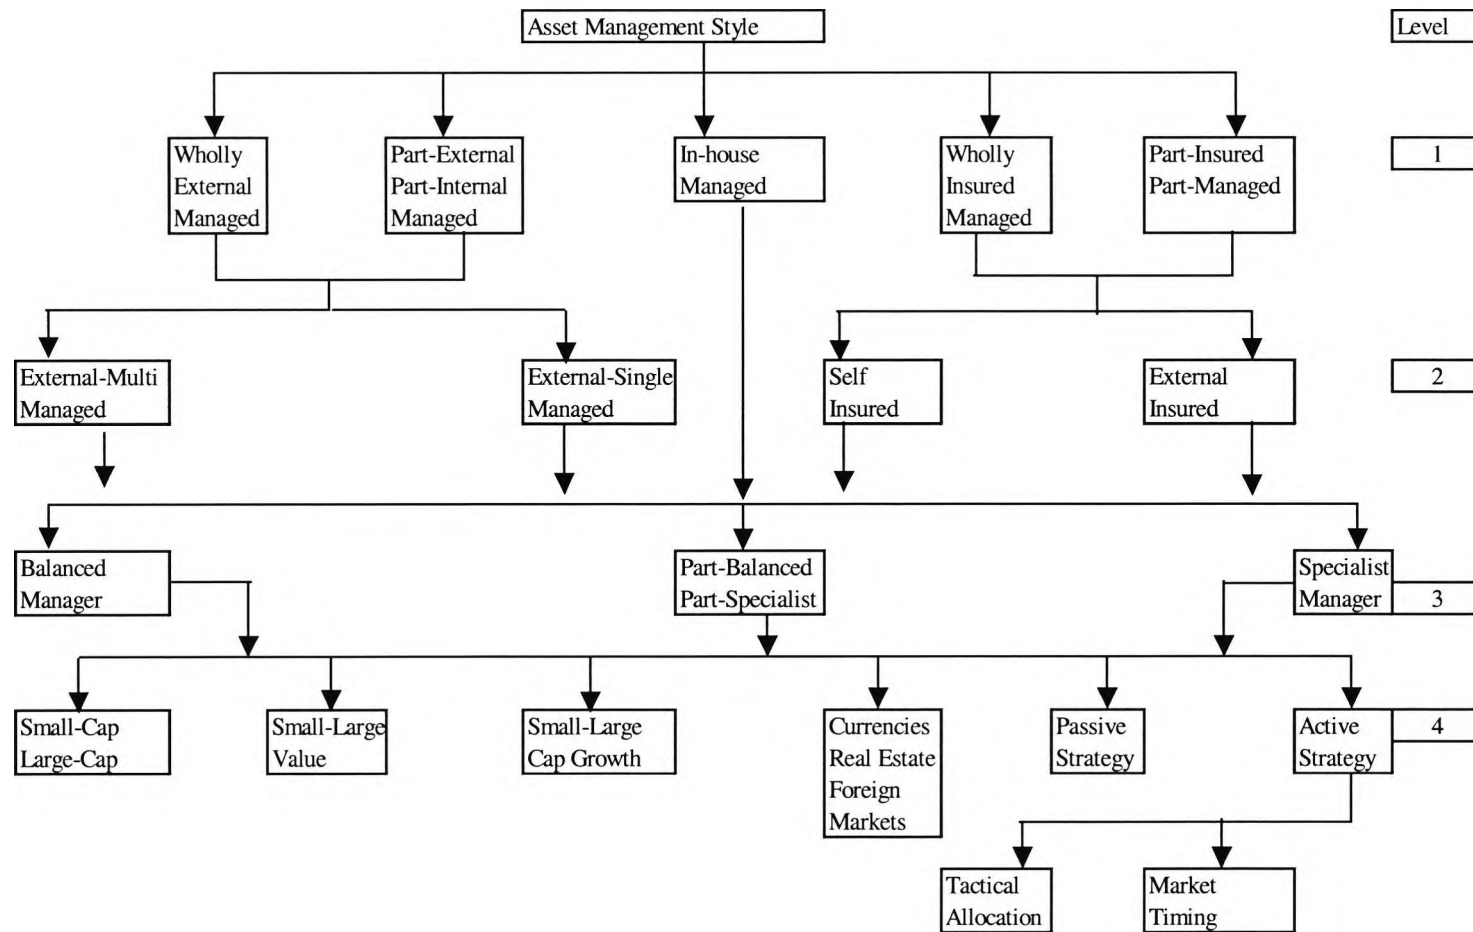 Asset Management Style
Level
Wholly
External
Managed
Part-External
Part-Internal
Managed
In-house
Managed
Wholly
Insured
Managed
Part-Insured
Part-Managed
1
External-Multi
Managed
External-Single
Managed
Self
Insured
External
Insured
2
Balanced
Manager
Part-Balanced
Part-Specialist
Specialist
Manager
3
Small-Cap
Large-Cap
Small-Large
Value
Small-Large
Cap Growth
Currencies
Real Estate
Foreign
Markets
Passive
Strategy
Active
Strategy
4
Tactical
Allocation
Market
Timing